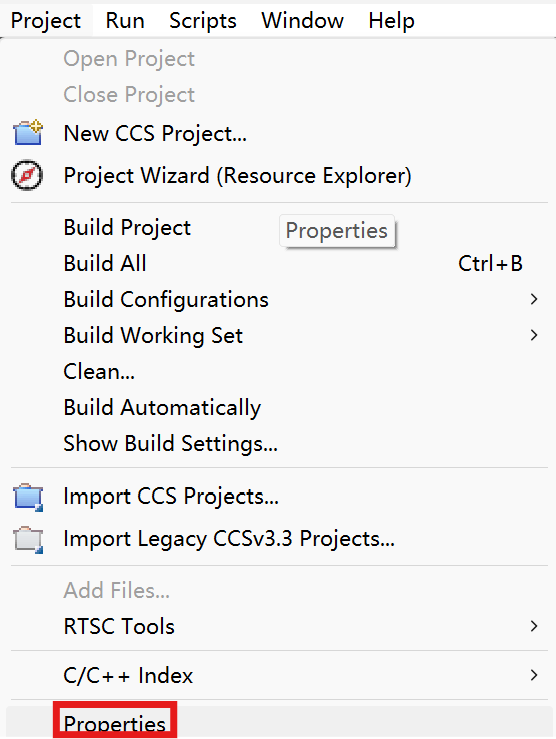 Project Run Scripts Window Help
Open Project
Close Project
New CCS Project...
Project Wizard (Resource Explorer)
Build Project
Properties
Build All Ctrl+B
Build Configurations
Build Working Set
Clean...
Build Automatically
Show Build Settings...
Import CCS Projects...
Import Legacy CCSv3.3 Projects...
Add Files...
RTSC Tools
C/C++ Index
Properties